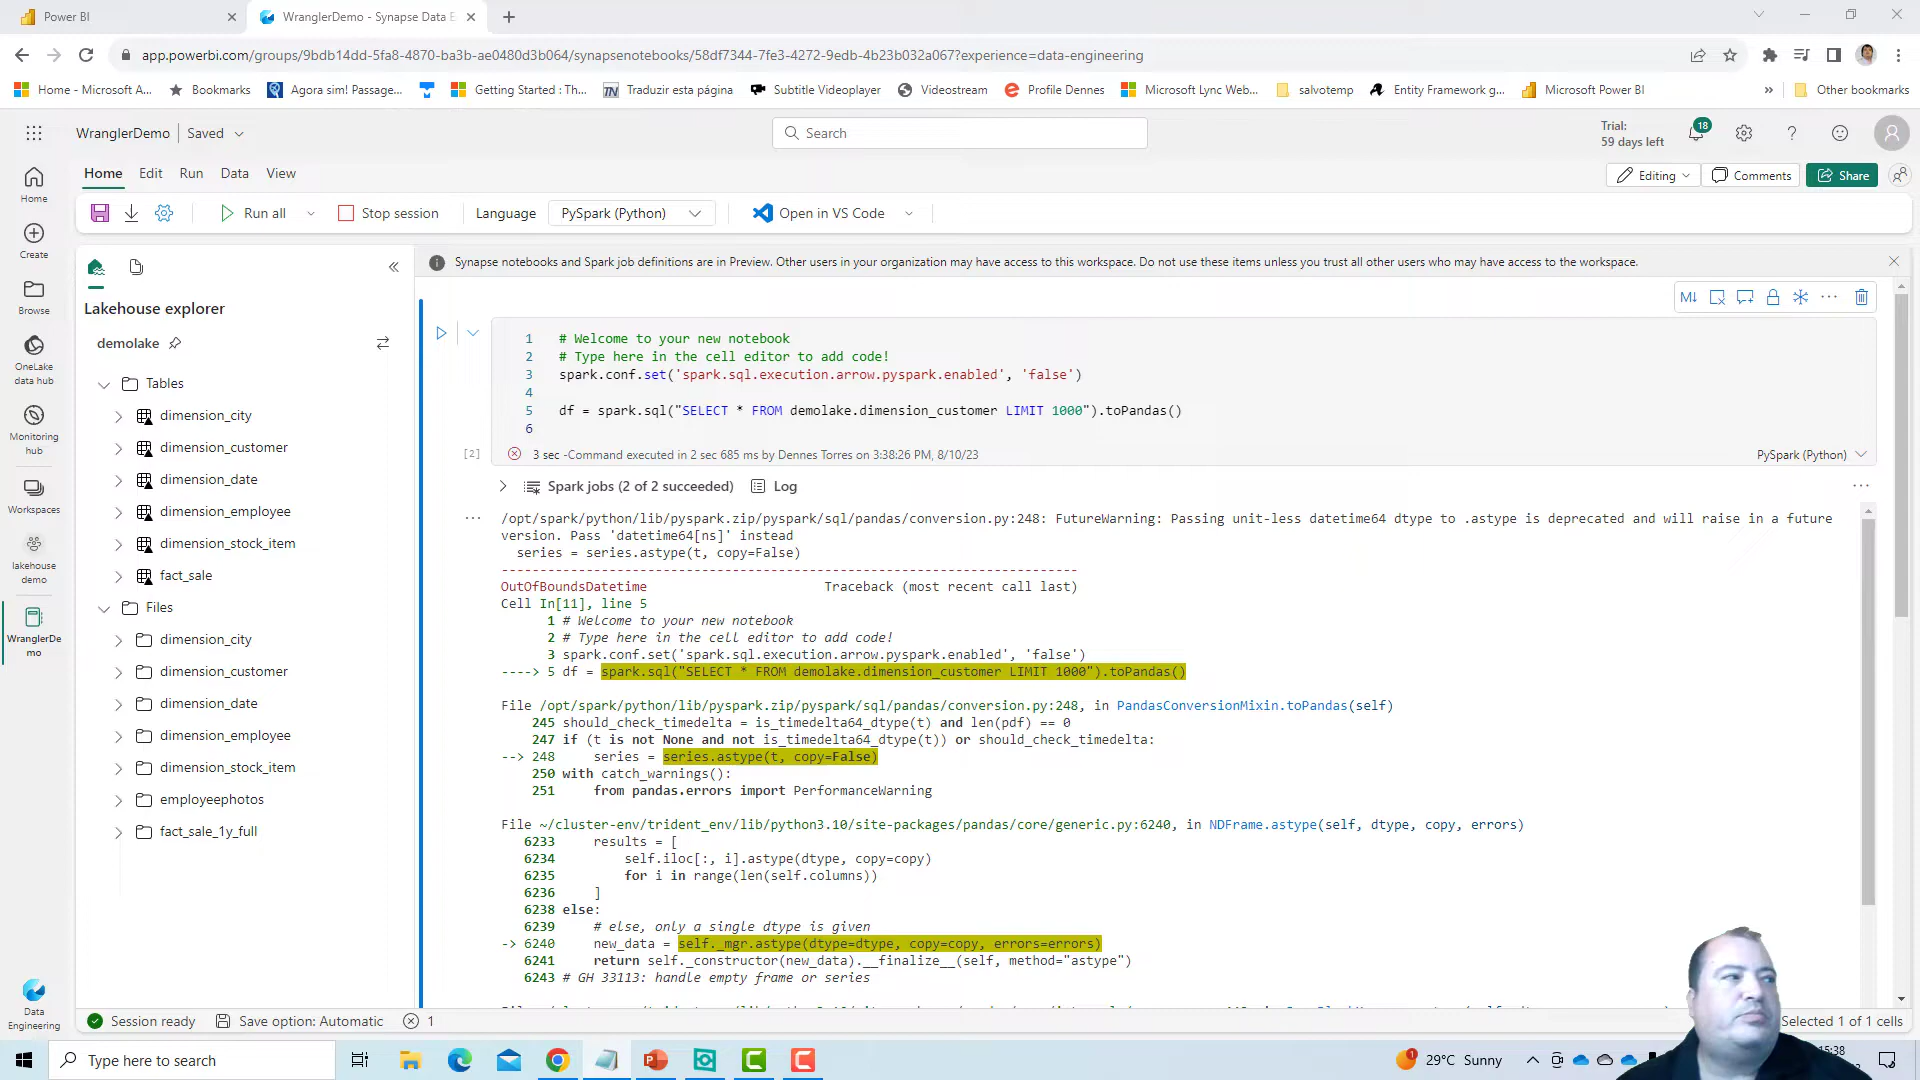 Power BI
WranglerDemo - Synapse Data E
app.powerbi.com/groups/9bdb14dd-5fa8-4870-ba3b-ae0480d3b064/synapsenotebooks/58df7344-7fe3-4272-9edb-4b23b032a067?experience=data-engineering
Home - Microsoft A...
Bookmarks
Agora sim! Passage...
Getting Started : Th...
Traduzir esta página
Subtitle Videoplayer
Videostream
Profile Dennes
Microsoft Lync Web...
salvotemp
Entity Framework g...
Microsoft Power BI
Other bookmarks
WranglerDemo
Saved
Search
Trial:
59 days left
18
Home
Edit
Run
Data
View
Editing
Comments
Share
Run all
Stop session
Language
PySpark (Python)
Open in VS Code
Home
Create
Browse
OneLake
data hub
Monitoring
hub
Workspaces
lakehouse
demo
WranglerDe
mo
Data
Engineering
Lakehouse explorer
demolake
Tables
dimension_city
dimension_customer
dimension_date
dimension_employee
dimension_stock_item
fact_sale
Files
dimension_city
dimension_customer
dimension_date
dimension_employee
dimension_stock_item
employeephotos
fact_sale_1y_full
Synapse notebooks and Spark job definitions are in Preview. Other users in your organization may have access to this workspace. Do not use these items unless you trust all other users who may have access to the workspace.
M↓
1 # Welcome to your new notebook
2 # Type here in the cell editor to add code!
3 spark.conf.set('spark.sql.execution.arrow.pyspark.enabled', 'false')
4
5 df = spark.sql("SELECT * FROM demolake.dimension_customer LIMIT 1000").toPandas()
6
[2]
3 sec -Command executed in 2 sec 685 ms by Dennes Torres on 3:38:26 PM, 8/10/23
PySpark (Python)
Spark jobs (2 of 2 succeeded)
Log
/opt/spark/python/lib/pyspark.zip/pyspark/sql/pandas/conversion.py:248: FutureWarning: Passing unit-less datetime64 dtype to .astype is deprecated and will raise in a future
version. Pass 'datetime64[ns]' instead
series = series.astype(t, copy=False)
---------------------------------------------------------------------------
OutOfBoundsDatetime Traceback (most recent call last)
Cell In[11], line 5
1 # Welcome to your new notebook
2 # Type here in the cell editor to add code!
3 spark.conf.set('spark.sql.execution.arrow.pyspark.enabled', 'false')
----> 5 df = spark.sql("SELECT * FROM demolake.dimension_customer LIMIT 1000").toPandas()
File /opt/spark/python/lib/pyspark.zip/pyspark/sql/pandas/conversion.py:248, in PandasConversionMixin.toPandas(self)
245 should_check_timedelta = is_timedelta64_dtype(t) and len(pdf) == 0
247 if (t is not None and not is_timedelta64_dtype(t)) or should_check_timedelta:
--> 248 series = series.astype(t, copy=False)
250 with catch_warnings():
251 from pandas.errors import PerformanceWarning
File ~/cluster-env/trident_env/lib/python3.10/site-packages/pandas/core/generic.py:6240, in NDFrame.astype(self, dtype, copy, errors)
6233 results = [
6234 self.iloc[:, i].astype(dtype, copy=copy)
6235 for i in range(len(self.columns))
6236 ]
6238 else:
6239 # else, only a single dtype is given
-> 6240 new_data = self._mgr.astype(dtype=dtype, copy=copy, errors=errors)
6241 return self._constructor(new_data).__finalize__(self, method="astype")
6243 # GH 33113: handle empty frame or series
Session ready
Save option: Automatic
1
Selected 1 of 1 cells
Type here to search
29°C Sunny
15:38